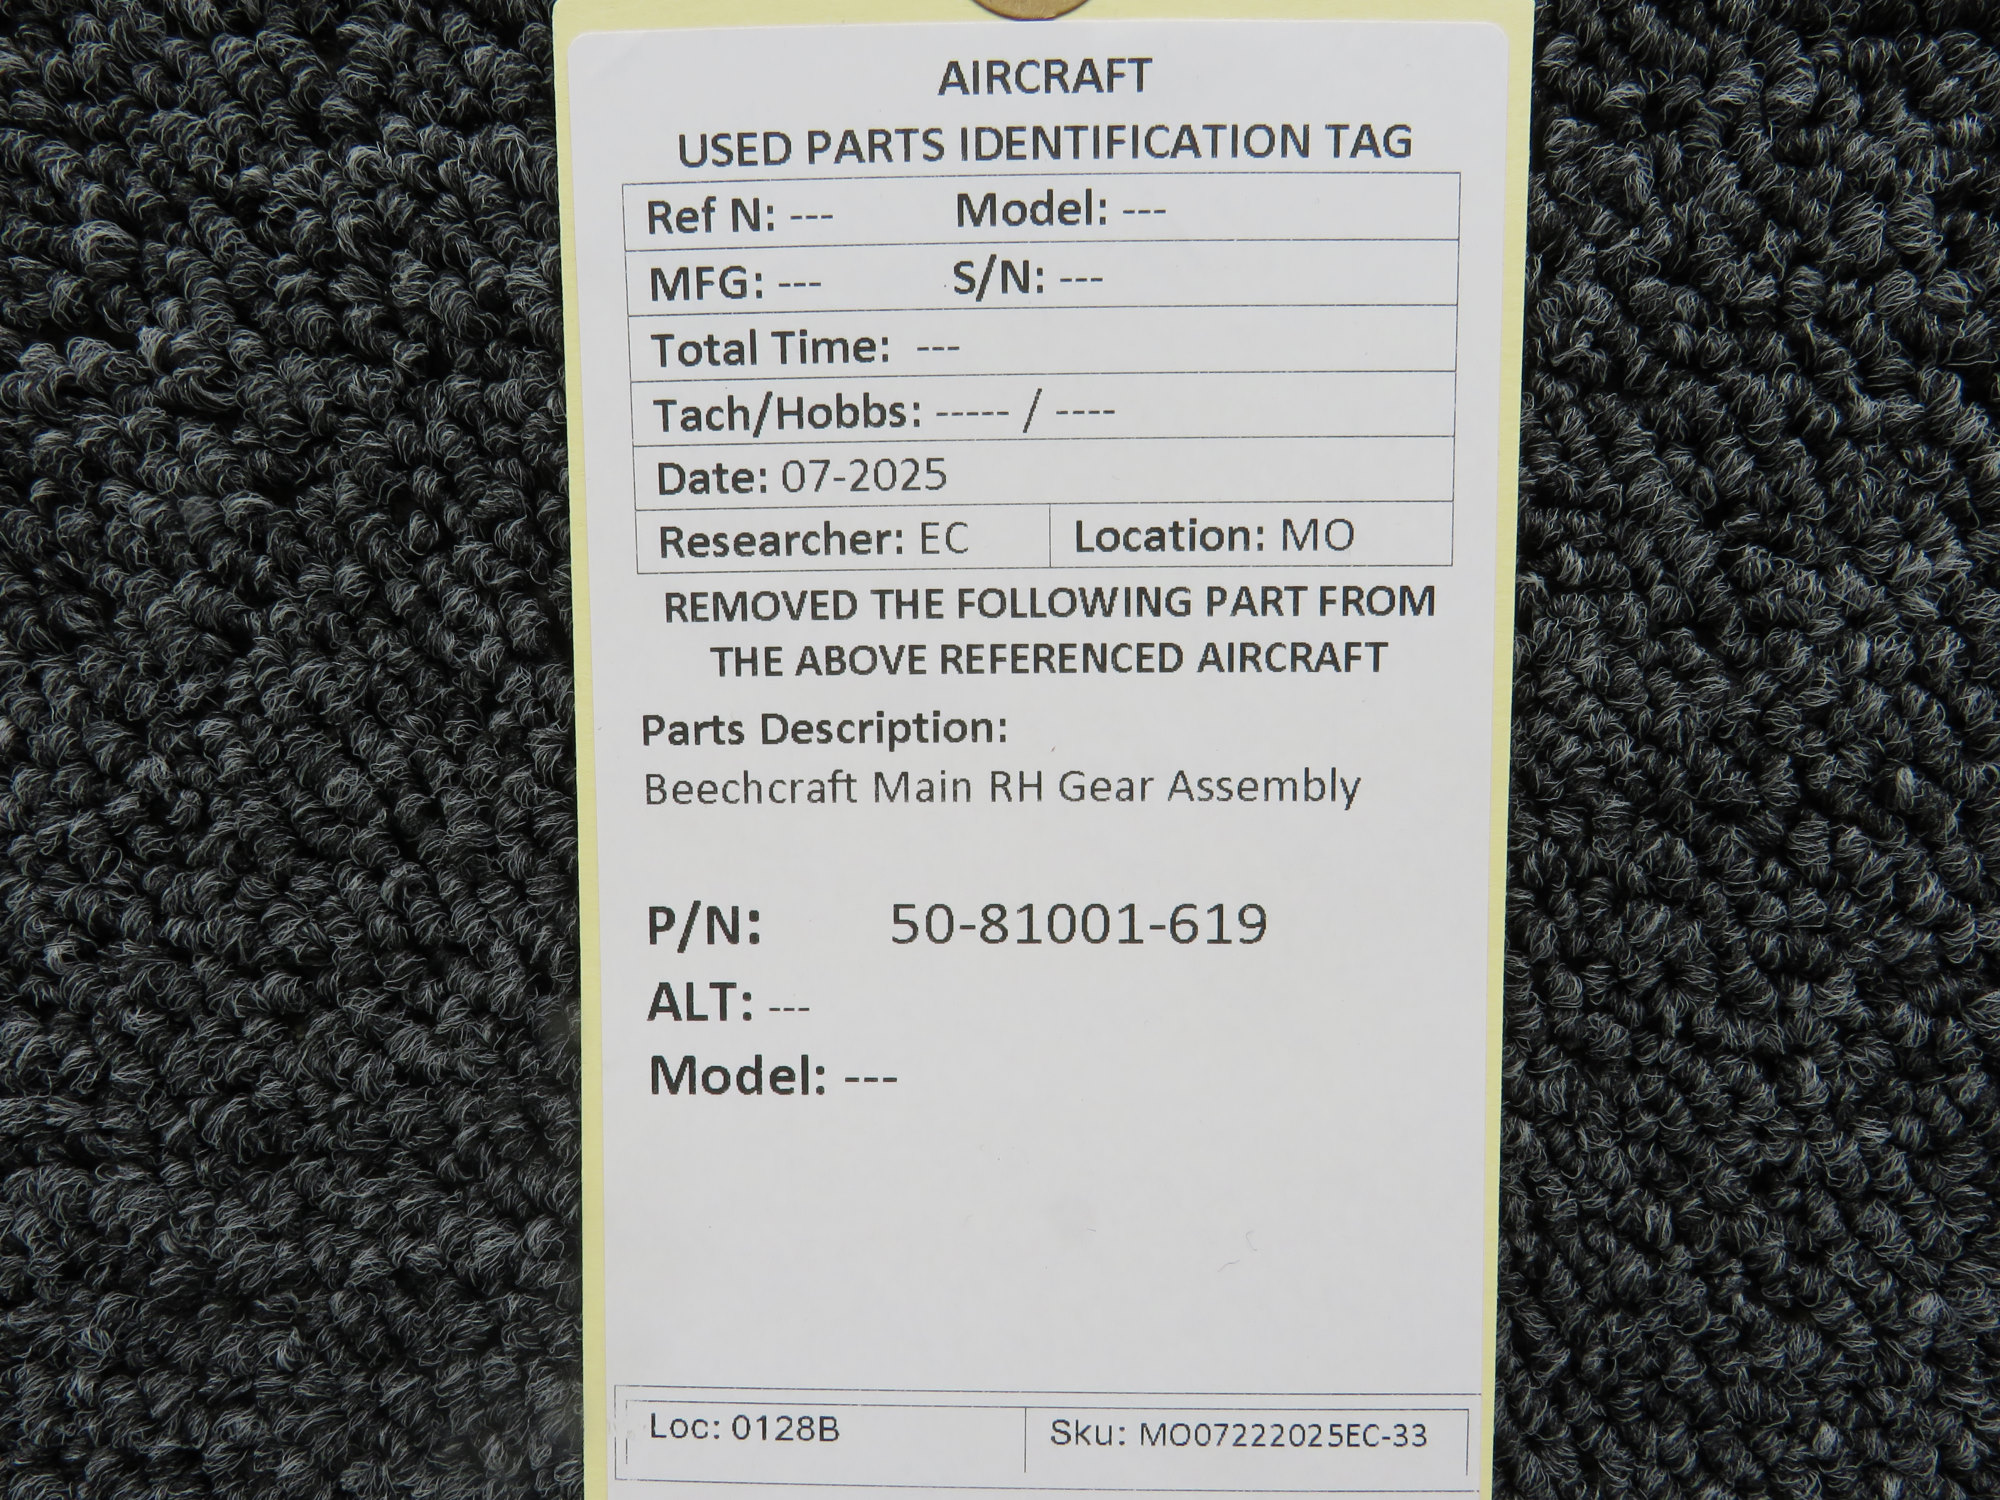 AIRCRAFT
USED PARTS IDENTIFICATION TAG
Ref N: --- Model: ---
MFG: --- S/N: ---
Total Time: ---
Tach/Hobbs: ----- / ----
Date: 07-2025
Researcher: EC Location: MO
REMOVED THE FOLLOWING PART FROM
THE ABOVE REFERENCED AIRCRAFT
Parts Description:
Beechcraft Main RH Gear Assembly
P/N: 50-81001-619
ALT: ---
Model: ---
Loc: 0128B Sku: MO07222025EC-33